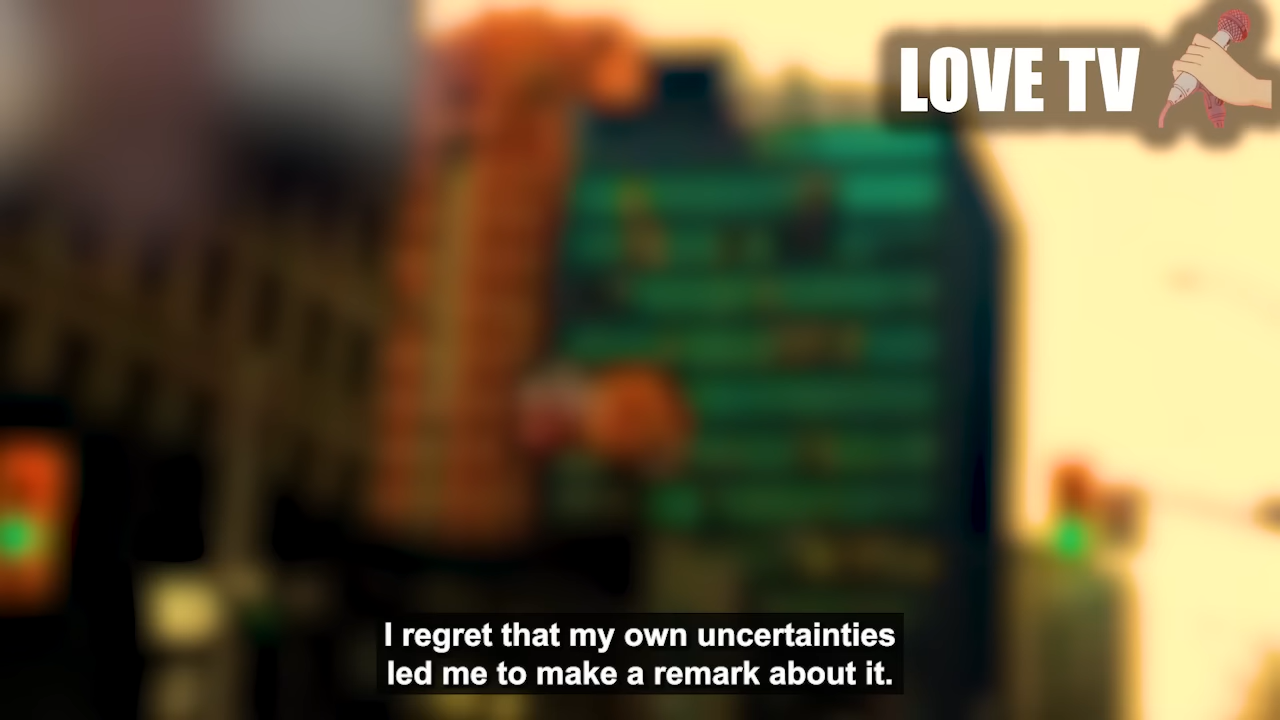 LOVE TV
I regret that my own uncertainties
led me to make a remark about it.